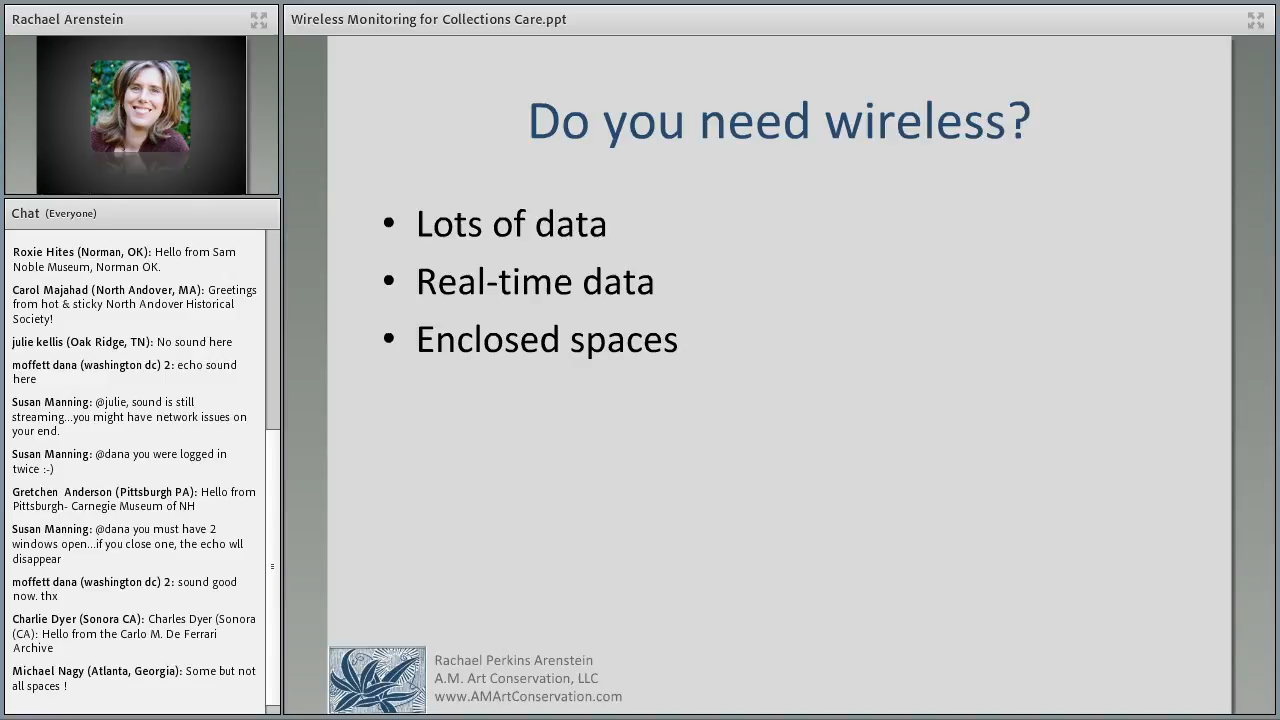 Rachael Arenstein
Chat (Everyone)
Roxie Hites (Norman, OK): Hello from Sam
Noble Museum, Norman OK.
Carol Majahad (North Andover, MA): Greetings
from hot & sticky North Andover Historical
Society!
julie kellis (Oak Ridge, TN): No sound here
moffett dana (washington dc) 2: echo sound
here
Susan Manning: @julie, sound is still
streaming...you might have network issues on
your end.
Susan Manning: @dana you were logged in
twice :-)
Gretchen Anderson (Pittsburgh PA): Hello from
Pittsburgh- Carnegie Museum of NH
Susan Manning: @dana you must have 2
windows open...if you close one, the echo wll
disappear
moffett dana (washington dc) 2: sound good
now. thx
Charlie Dyer (Sonora CA): Charles Dyer (Sonora
(CA): Hello from the Carlo M. De Ferrari
Archive
Michael Nagy (Atlanta, Georgia): Some but not
all spaces !
Wireless Monitoring for Collections Care.ppt
Do you need wireless?
• Lots of data
• Real-time data
• Enclosed spaces
Rachael Perkins Arenstein
A.M. Art Conservation, LLC
www.AMArtConservation.com